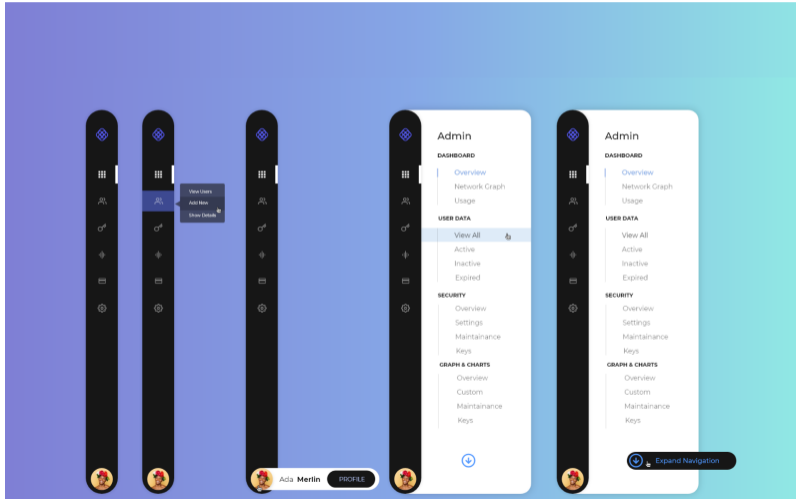 View Users
Add New
Show Details
Ada Merlin
PROFILE
Admin
DASHBOARD
Overview
Network Graph
Usage
USER DATA
View All
Active
Inactive
Expired
SECURITY
Overview
Settings
Maintainance
Keys
GRAPH & CHARTS
Overview
Custom
Maintainance
Keys
Admin
DASHBOARD
Overview
Network Graph
Usage
USER DATA
View All
Active
Inactive
Expired
SECURITY
Overview
Settings
Maintainance
Keys
GRAPH & CHARTS
Overview
Custom
Maintainance
Keys
Expand Navigation